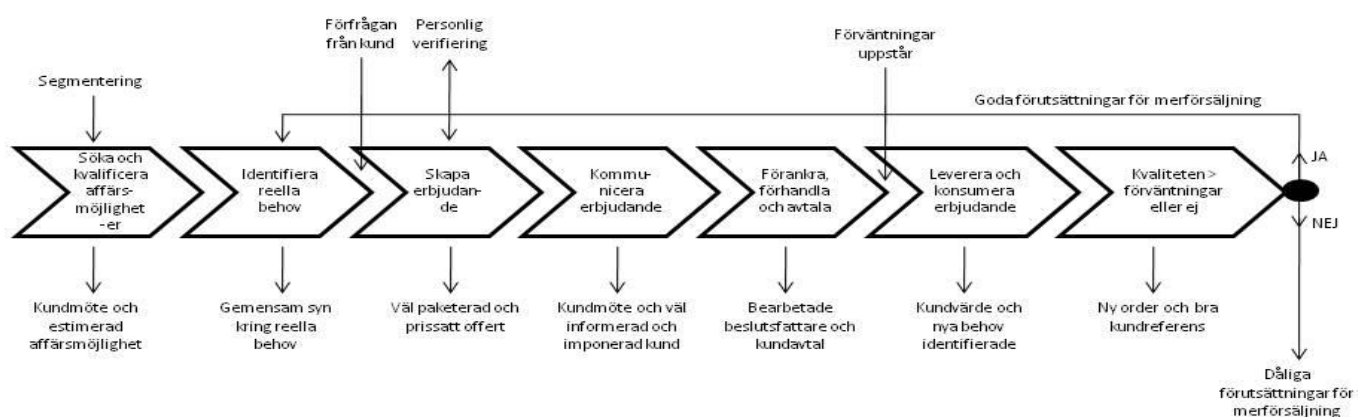 Förfrågan
från kund
Personlig
verifiering
Förväntningar
uppstår
Segmentering
Goda förutsättningar för merförsäljning
Söka och
kvalificera
affärs-
möjlighet
-er
Identifiera
reella
behov
Skapa
erbjudan-
de
Kommu-
nicera
erbjudande
Förankra,
förhandla
och avtala
Leverera och
konsumera
erbjudande
Kvaliteten >
förväntningar
eller ej
JA
NEJ
Kundmöte och
estimerad
affärsmöjlighet
Gemensam syn
kring reella
behov
Väl paketerad och
prissatt offert
Kundmöte och väl
informerad och
imponerad kund
Bearbetade
beslutsfattare och
kundavtal
Kundvärde och
nya behov
identifierade
Ny order och bra
kundreferens
Dåliga
förutsättningar för
merförsäljning